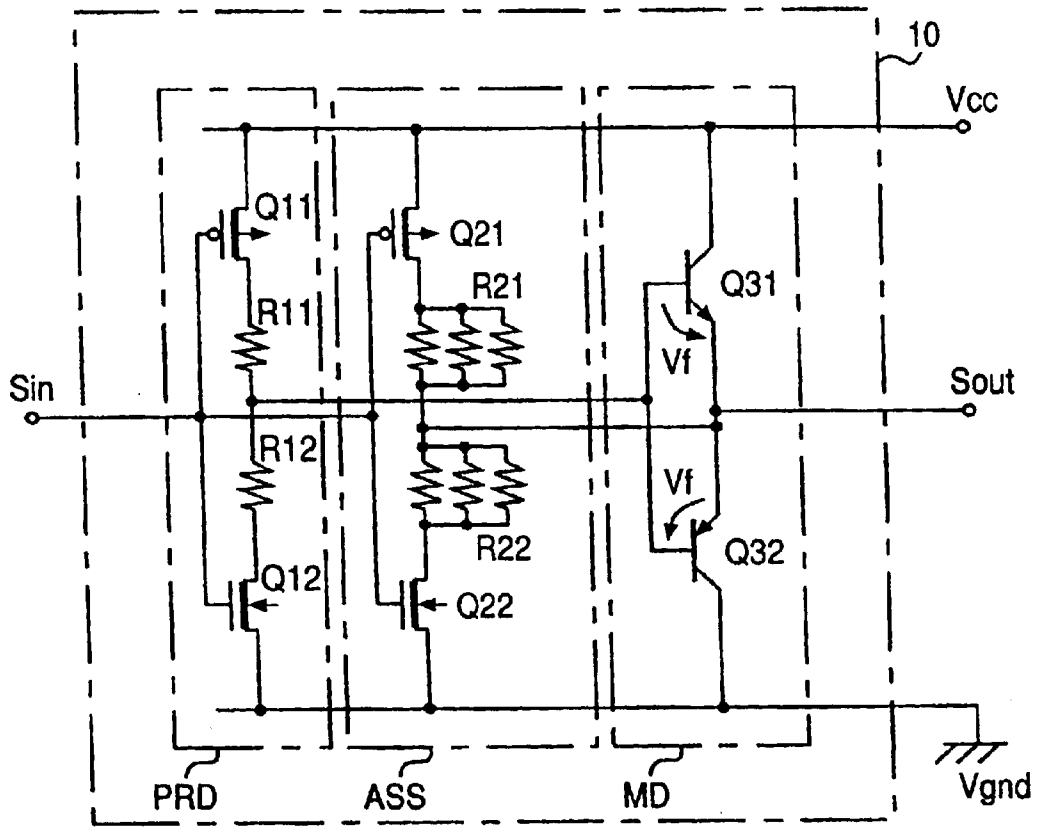 10
Vcc
Q11
Q21
R21
Q31
R11
Vf
Sin
Sout
R12
Vf
R22
Q32
Q12
Q22
PRD
ASS
MD
Vgnd